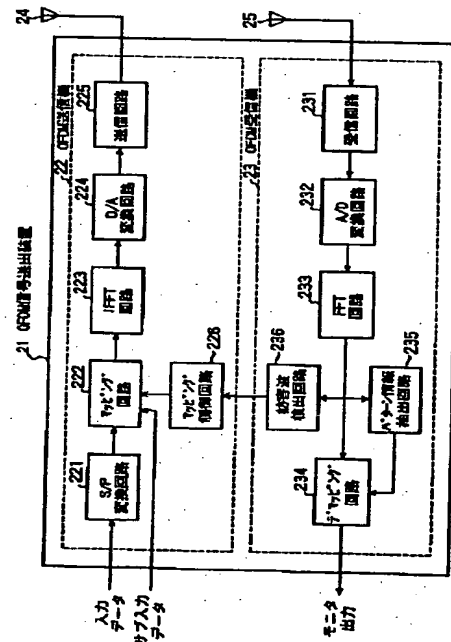 21 OFDM信号送出装置
22 OFDM送信機
入力
データ
サブ入力
データ
221
S/P
変換回路
222
マッピング
回路
223
IFFT
回路
224
D/A
変換回路
225
送信回路
24
226
マッピング
制御回路
23 OFDM受信機
25
231
受信回路
232
A/D
変換回路
233
FFT
回路
236
妨害波
検出回路
235
パターン情報
抽出回路
234
デマッピング
回路
モニタ
出力